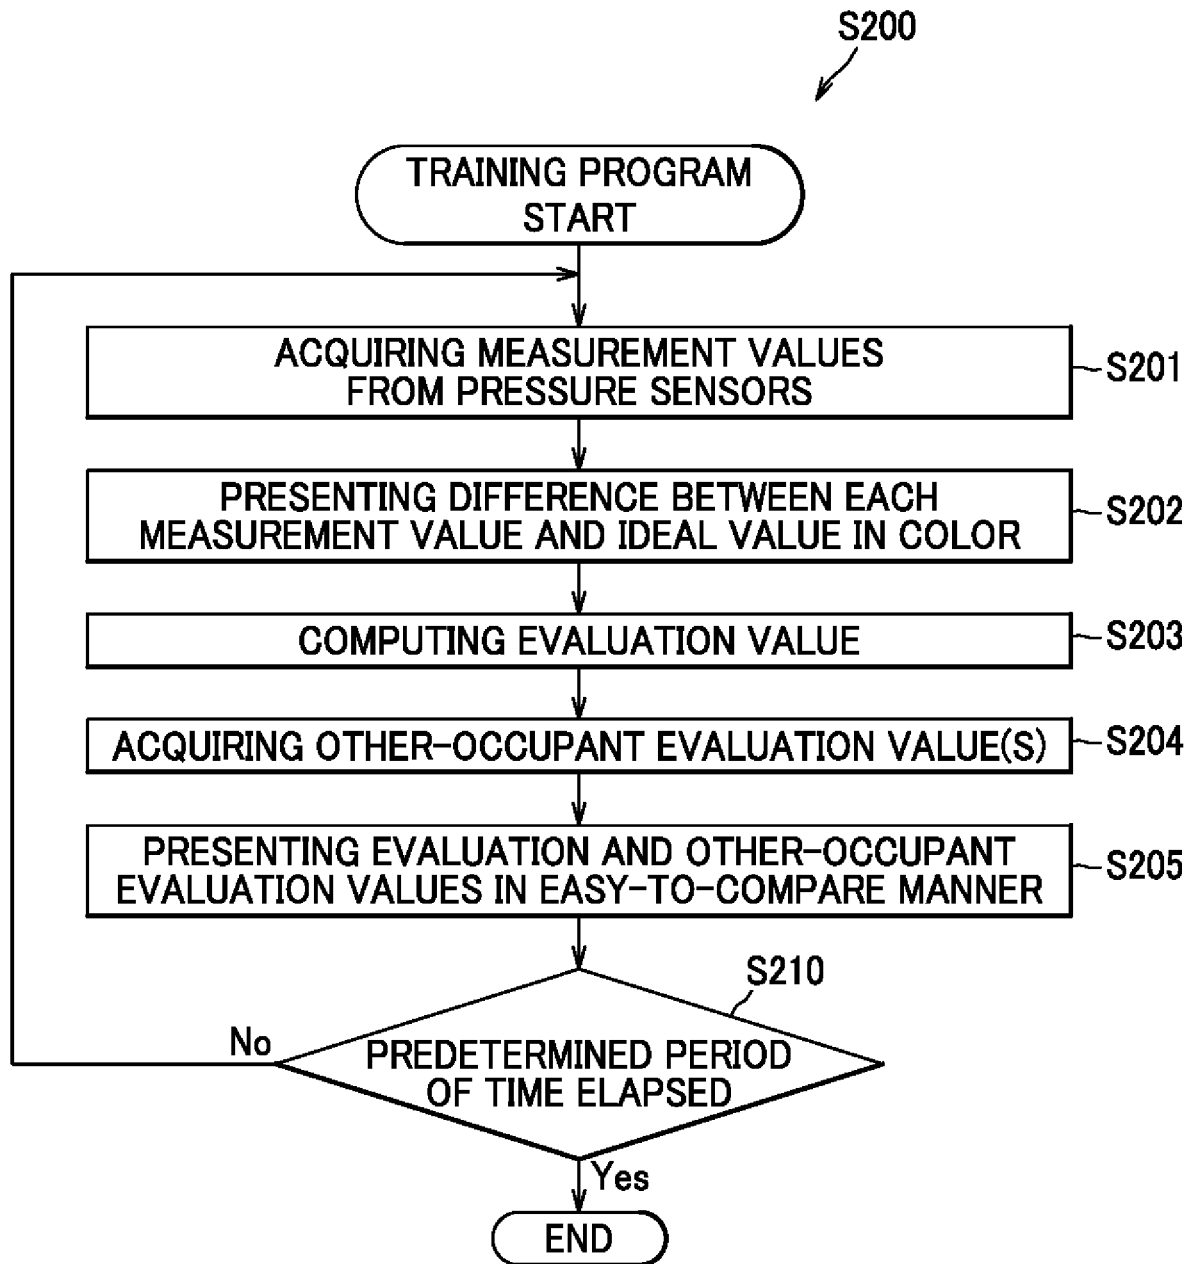 S200
TRAINING PROGRAM
START
ACQUIRING MEASUREMENT VALUES
FROM PRESSURE SENSORS
S201
PRESENTING DIFFERENCE BETWEEN EACH
MEASUREMENT VALUE AND IDEAL VALUE IN COLOR
S202
COMPUTING EVALUATION VALUE
S203
ACQUIRING OTHER-OCCUPANT EVALUATION VALUE(S)
S204
PRESENTING EVALUATION AND OTHER-OCCUPANT
EVALUATION VALUES IN EASY-TO-COMPARE MANNER
S205
S210
No
PREDETERMINED PERIOD
OF TIME ELAPSED
Yes
END